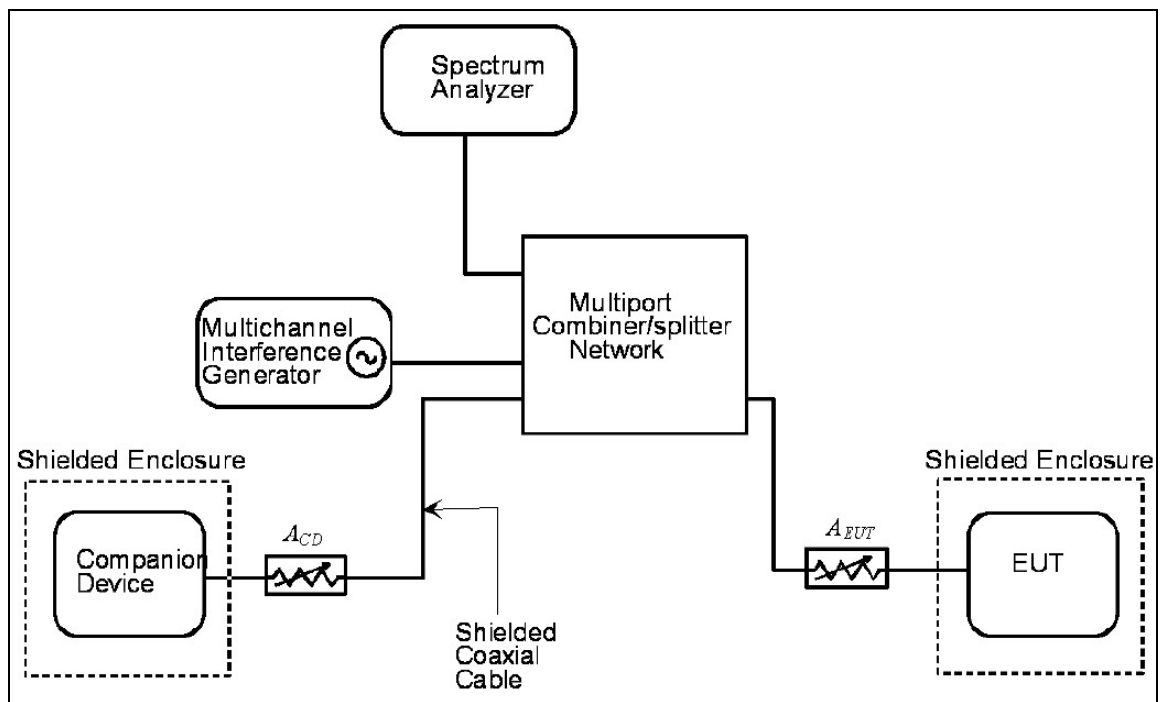 Spectrum
Analyzer
Multiport
Combiner/splitter
Network
Multichannel
Interference
Generator
Shielded Enclosure
Companion
Device
A_CD
Shielded
Coaxial
Cable
Shielded Enclosure
A_EUT
EUT